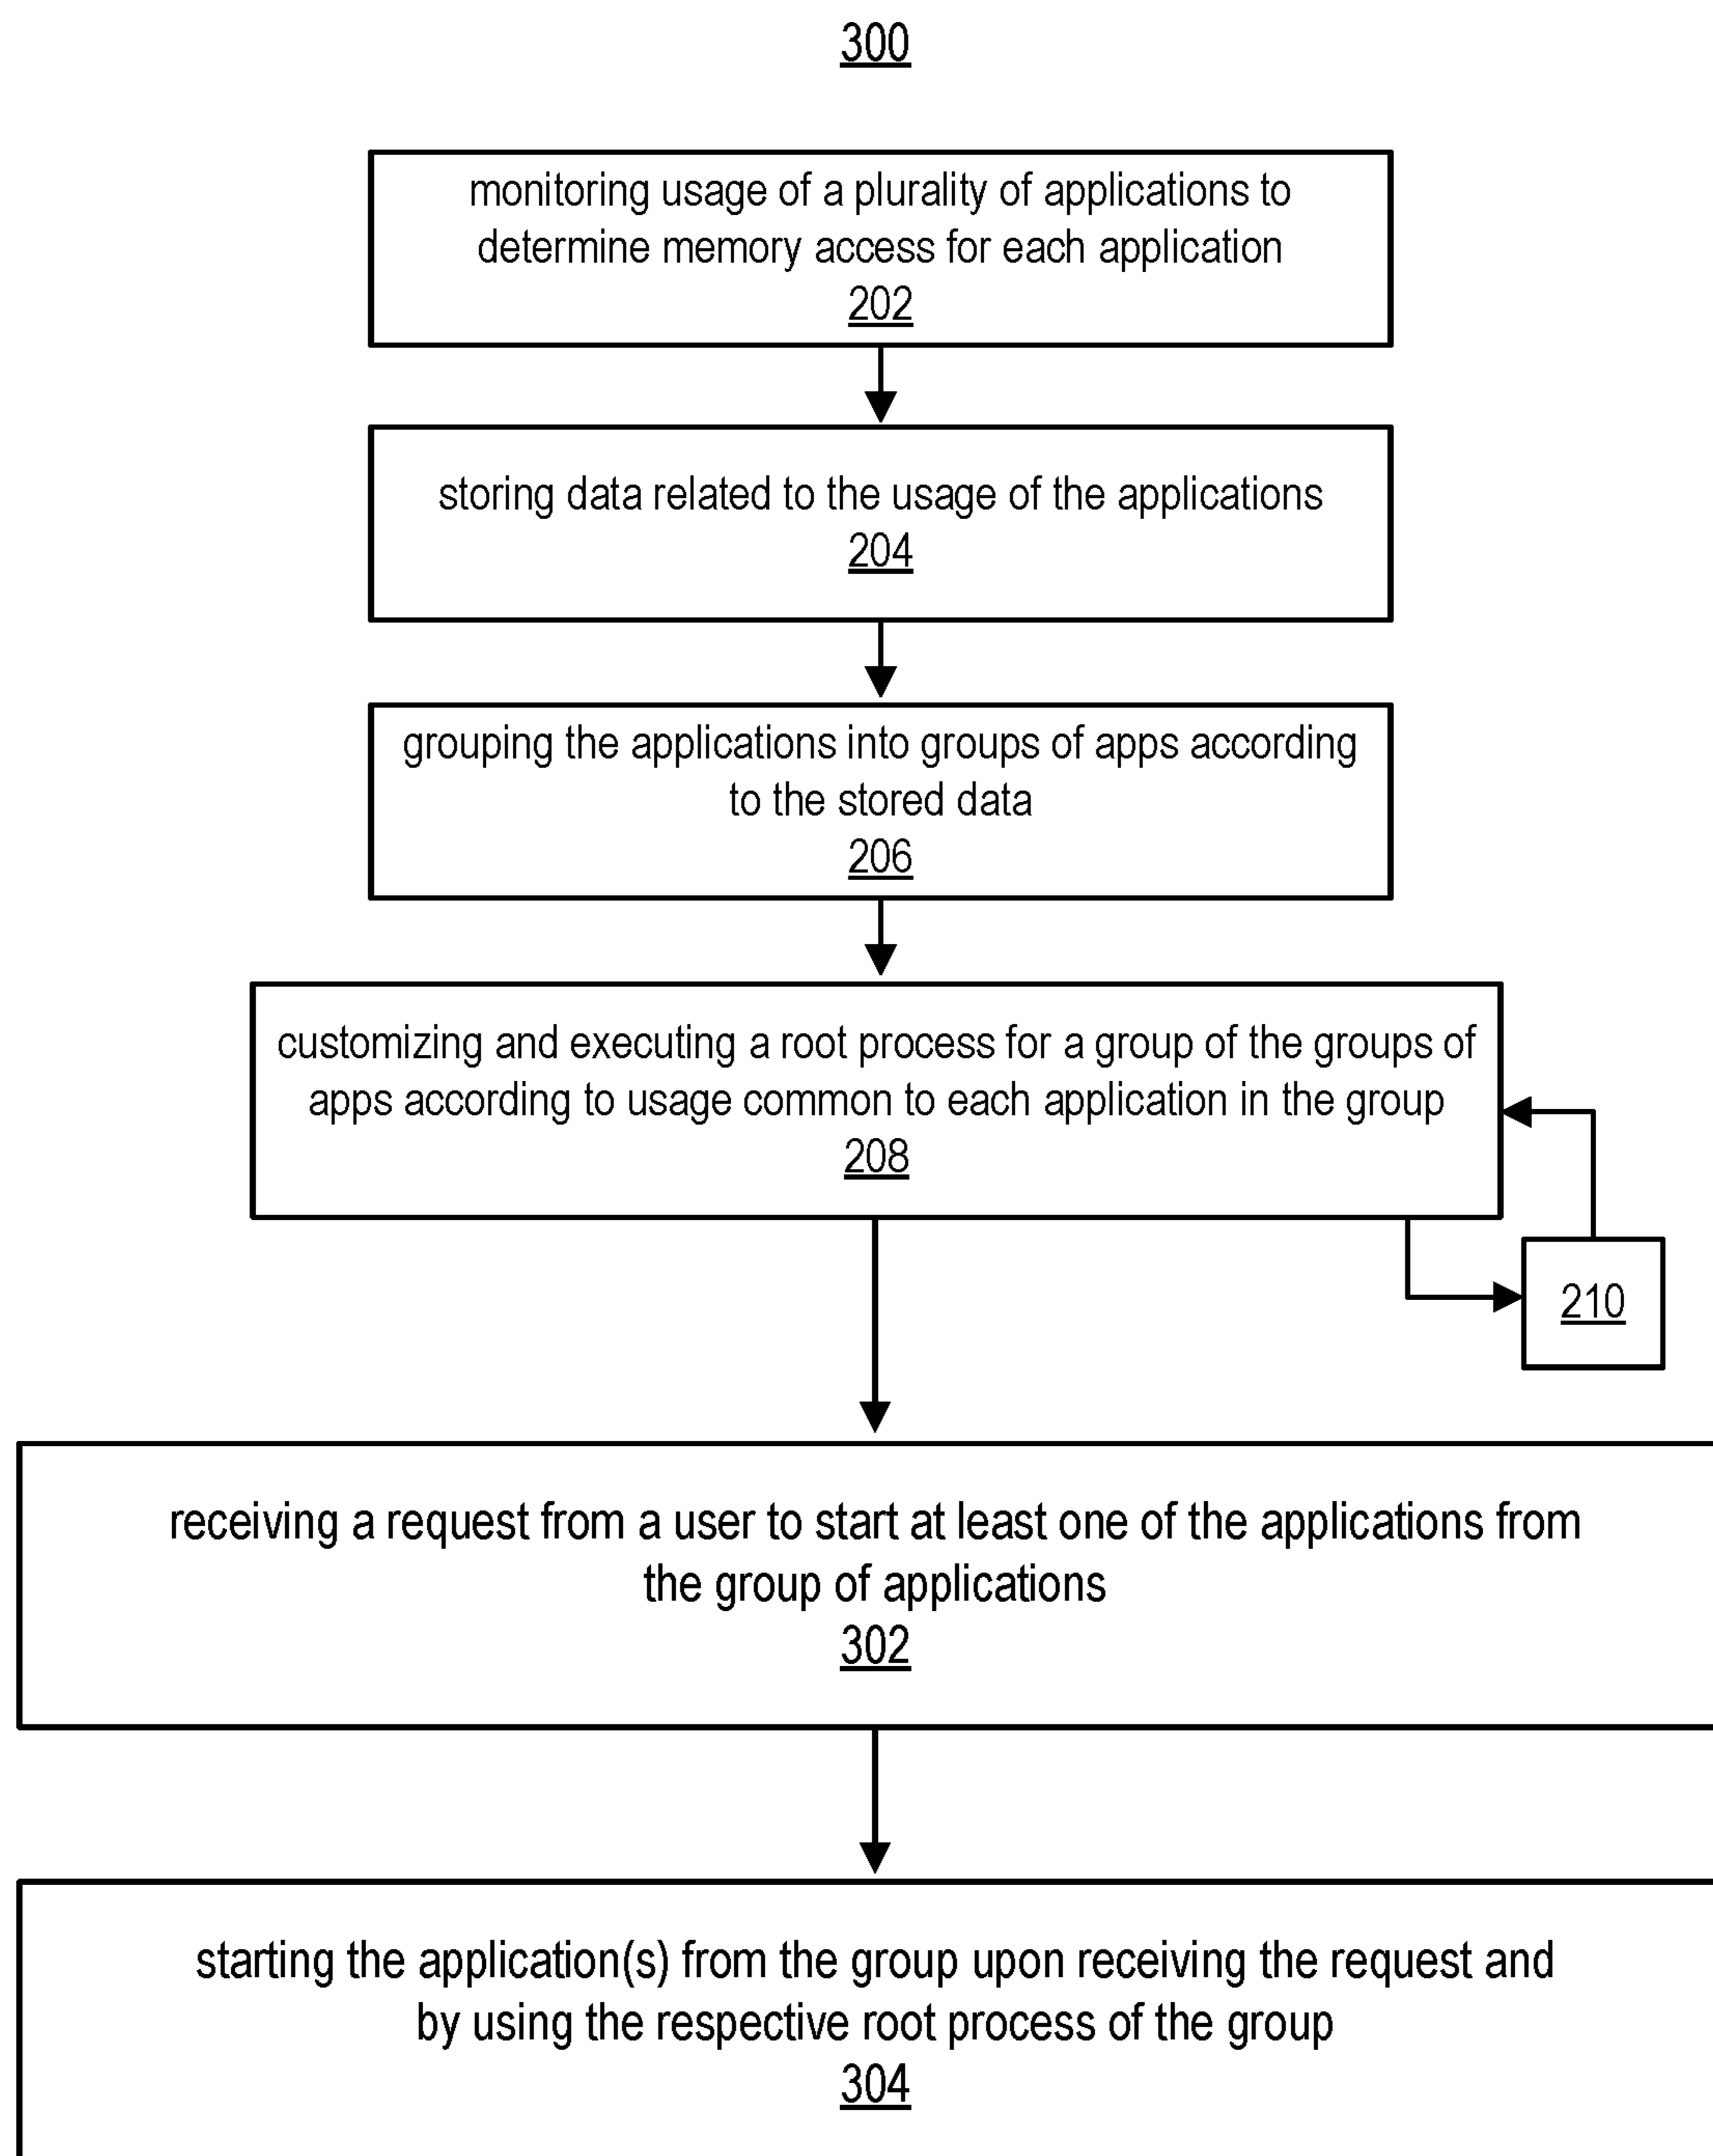 300
monitoring usage of a plurality of applications to
determine memory access for each application
202
storing data related to the usage of the applications
204
grouping the applications into groups of apps according
to the stored data
206
customizing and executing a root process for a group of the groups of
apps according to usage common to each application in the group
208
210
receiving a request from a user to start at least one of the applications from
the group of applications
302
starting the application(s) from the group upon receiving the request and
by using the respective root process of the group
304